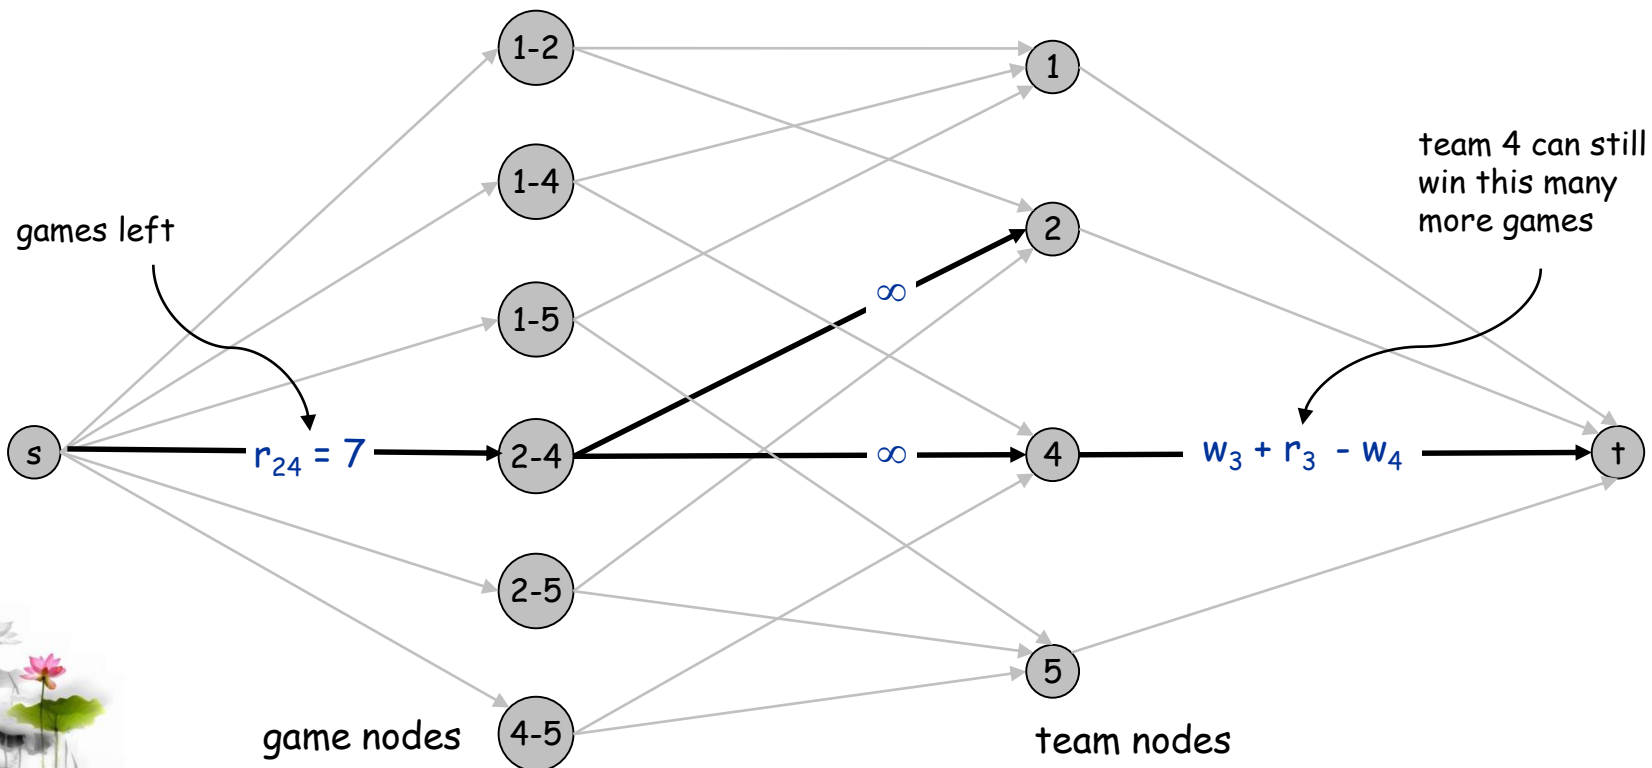 1-2
1
team 4 can still
win this many
more games
1-4
games left
2
∞
1-5
s
r24 = 7
2-4
∞
4
w3 + r3 - w4
t
2-5
5
game nodes
4-5
team nodes